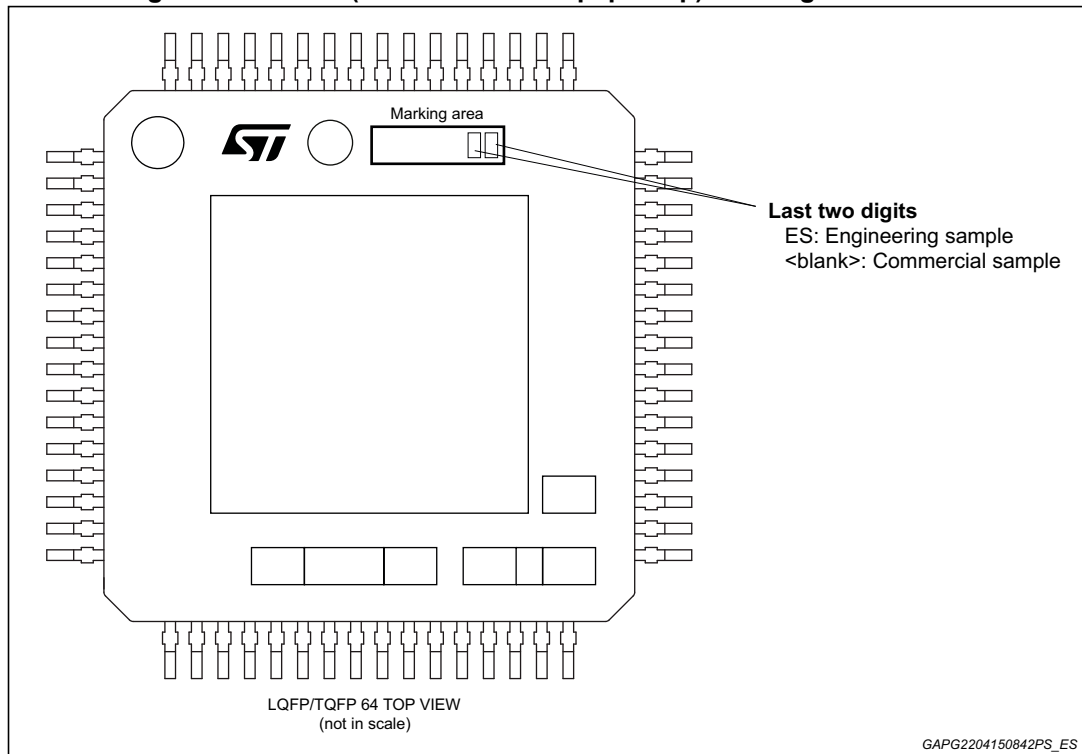 Marking area
ST
Last two digits
ES: Engineering sample
<blank>: Commercial sample
LQFP/TQFP 64 TOP VIEW
(not in scale)
GAPG2204150842PS_ES